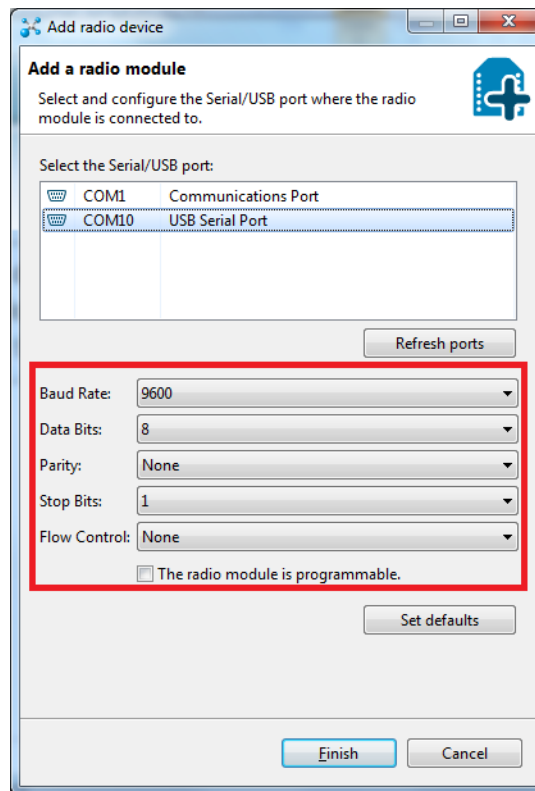 Add radio device
Add a radio module
Select and configure the Serial/USB port where the radio
module is connected to.
Select the Serial/USB port:
COM1 Communications Port
COM10 USB Serial Port
Refresh ports
Baud Rate: 9600
Data Bits: 8
Parity: None
Stop Bits: 1
Flow Control: None
The radio module is programmable.
Set defaults
Finish Cancel